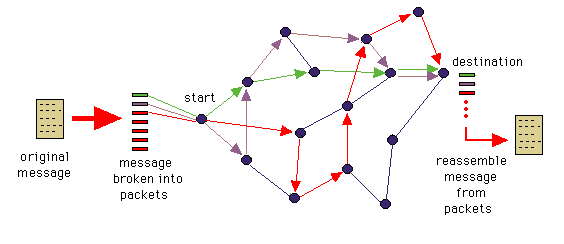 original
message
message
broken into
packets
start
destination
reassemble
message
from
packets